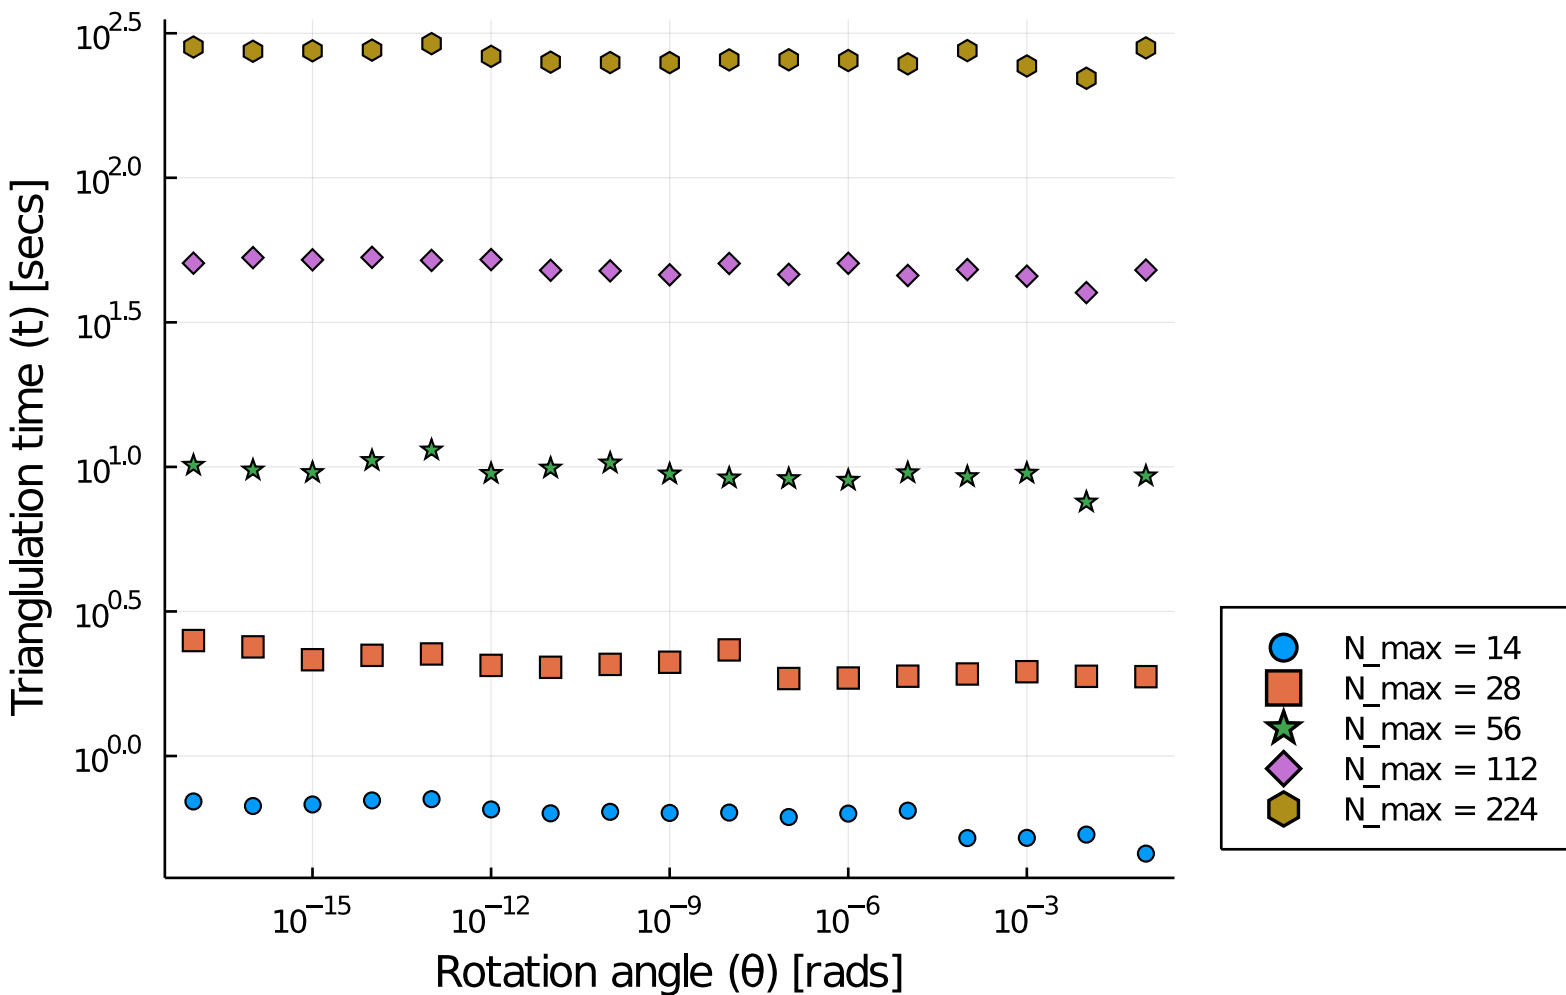 Trianglulation time (t) [secs]
10^2.5
10^2.0
10^1.5
10^1.0
10^0.5
10^0.0
10^−15
10^−12
10^−9
10^−6
10^−3
Rotation angle (θ) [rads]
N_max = 14
N_max = 28
N_max = 56
N_max = 112
N_max = 224